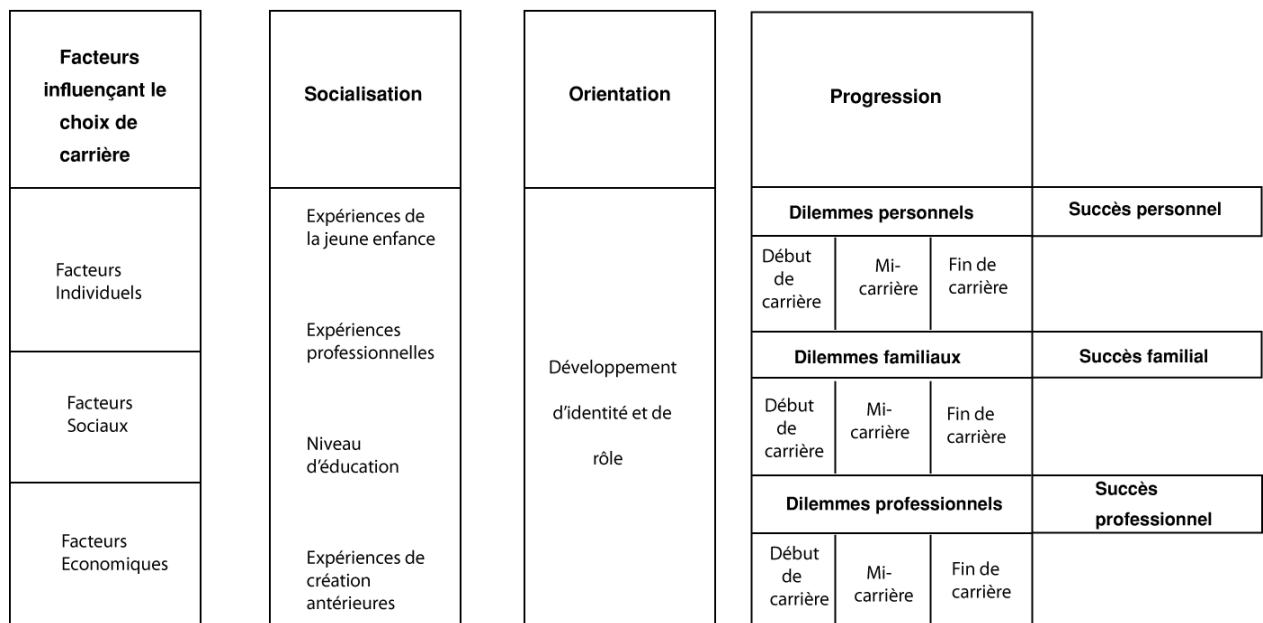 Facteurs
influençant le
choix de
carrière
Facteurs
Individuels
Facteurs
Sociaux
Facteurs
Economiques
Socialisation
Expériences de
la jeune enfance
Expériences
professionnelles
Niveau
d'éducation
Expériences de
création
antérieures
Orientation
Développement
d'identité et de
rôle
Progression
Dilemmes personnels
Succès personnel
Début
de
carrière
Mi-
carrière
Fin de
carrière
Dilemmes familiaux
Succès familial
Début
de
carrière
Mi-
carrière
Fin de
carrière
Dilemmes professionnels
Succès
professionnel
Début
de
carrière
Mi-
carrière
Fin de
carrière